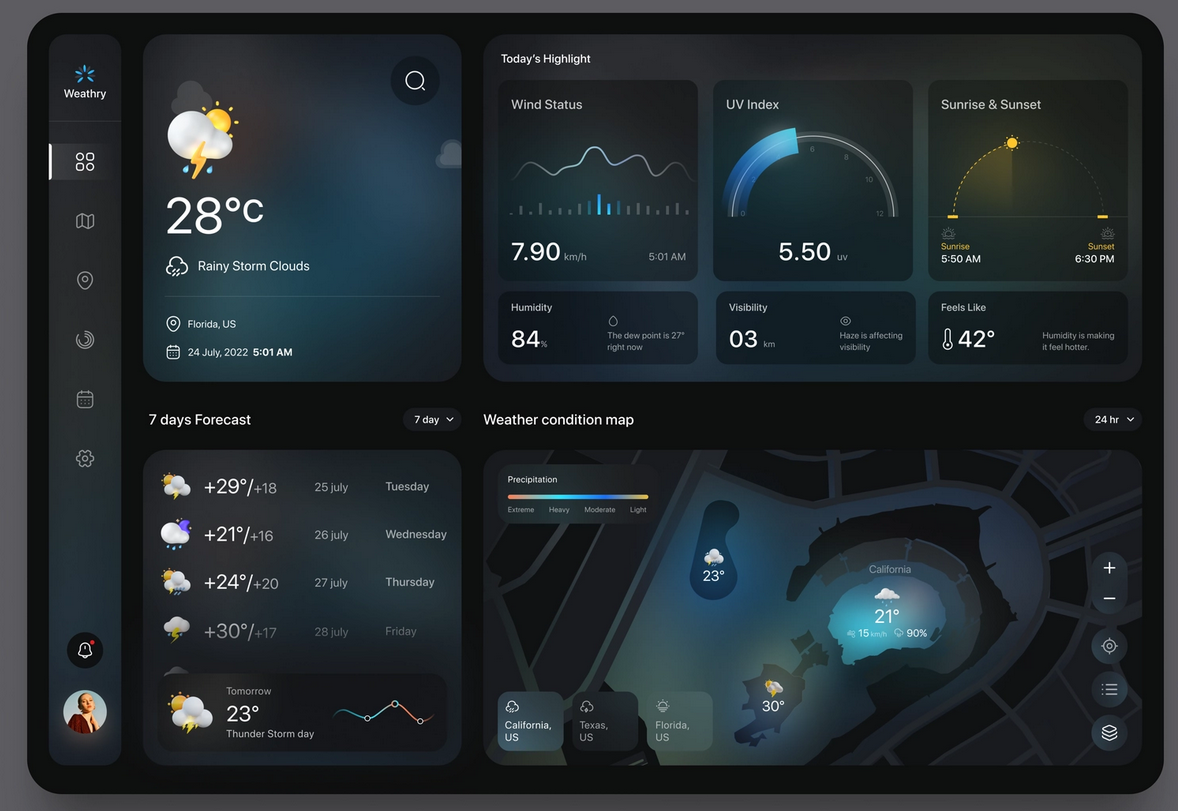 Weathry
28°C
Rainy Storm Clouds
Florida, US
24 July, 2022 5:01 AM
Today's Highlight
Wind Status
7.90 km/h
5:01 AM
UV Index
0
6
8
10
12
5.50 uv
Sunrise & Sunset
Sunrise
5:50 AM
Sunset
6:30 PM
Humidity
84%
The dew point is 27°
right now
Visibility
03 km
Haze is affecting
visibility
Feels Like
42°
Humidity is making
it feel hotter.
7 days Forecast
7 day
+29°/+18 25 july Tuesday
+21°/+16 26 july Wednesday
+24°/+20 27 july Thursday
+30°/+17 28 july Friday
Tomorrow
23°
Thunder Storm day
Weather condition map
24 hr
Precipitation
Extreme Heavy Moderate Light
23°
California
21°
15 km/h 90%
30°
California,
US
Texas,
US
Florida,
US